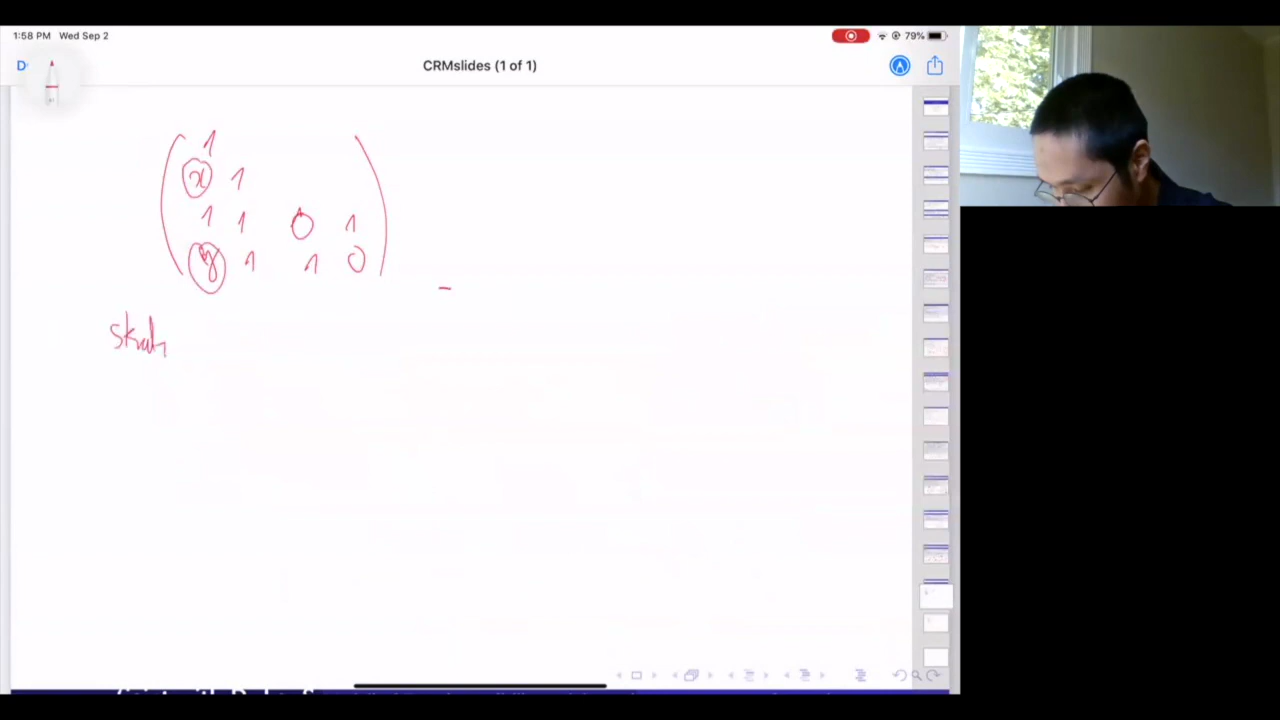 1:58 PM Wed Sep 2
79%
D
CRMslides (1 of 1)
1
x 1
1 1 0 1
y 1 1 0